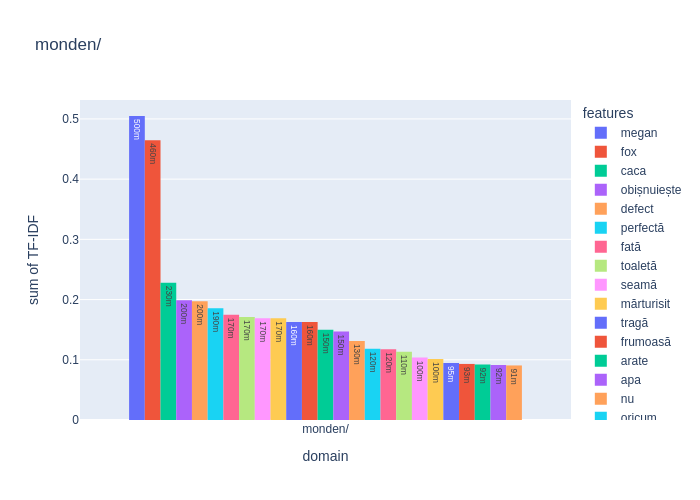 monden/
0.5
0.4
0.3
0.2
0.1
0
sum of TF-IDF
500m
460m
230m
200m
200m
190m
170m
170m
170m
170m
160m
160m
150m
150m
130m
120m
120m
110m
100m
100m
95m
93m
92m
92m
91m
monden/
domain
features
megan
fox
caca
obișnuiește
defect
perfectă
fată
toaletă
seamă
mărturisit
tragă
frumoasă
arate
apa
nu
oricum